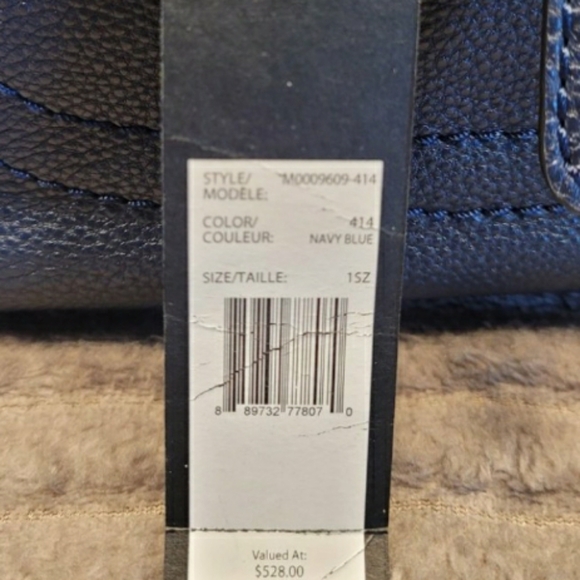 STYLE/ M0009609-414
MODÈLE:
COLOR/ 414
COULEUR: NAVY BLUE
SIZE/TAILLE: 1SZ
8 89732 77807 0
Valued At:
$528.00